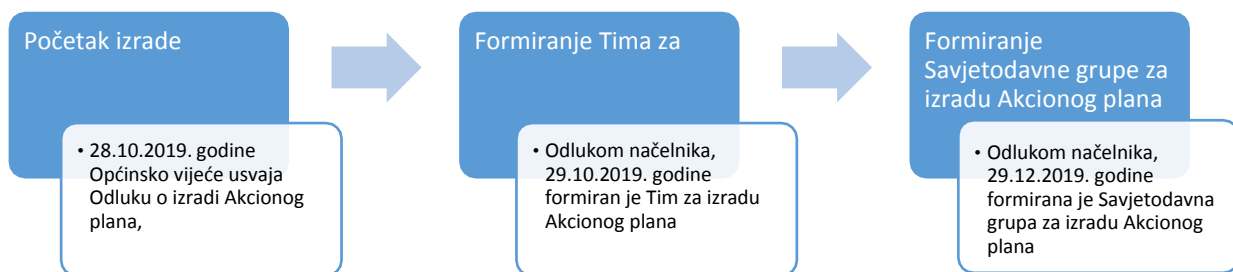 Početak izrade
• 28.10.2019. godine
Općinsko vijeće usvaja
Odluku o izradi Akcionog
plana,
Formiranje Tima za
• Odlukom načelnika,
29.10.2019. godine
formiran je Tim za izradu
Akcionog plana
Formiranje
Savjetodavne grupe za
izradu Akcionog plana
• Odlukom načelnika,
29.12.2019. godine
formirana je Savjetodavna
grupa za izradu Akcionog
plana